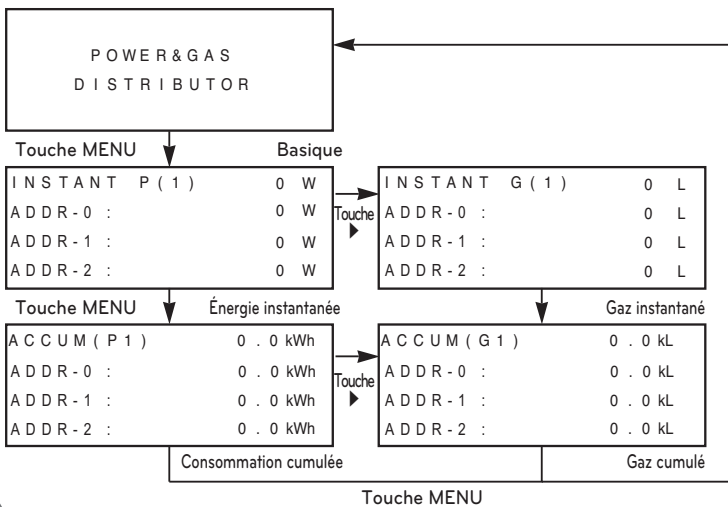 POWER&GAS
DISTRIBUTOR
Touche MENU
Basique
INSTANT P(1) 0 W
ADDR-0 : 0 W
ADDR-1 : 0 W
ADDR-2 : 0 W
Touche
INSTANT G(1) 0 L
ADDR-0 : 0 L
ADDR-1 : 0 L
ADDR-2 : 0 L
Touche MENU
Énergie instantanée
Gaz instantané
ACCUM(P1) 0.0 kWh
ADDR-0 : 0.0 kWh
ADDR-1 : 0.0 kWh
ADDR-2 : 0.0 kWh
Touche
ACCUM(G1) 0.0 kL
ADDR-0 : 0.0 kL
ADDR-1 : 0.0 kL
ADDR-2 : 0.0 kL
Consommation cumulée
Gaz cumulé
Touche MENU